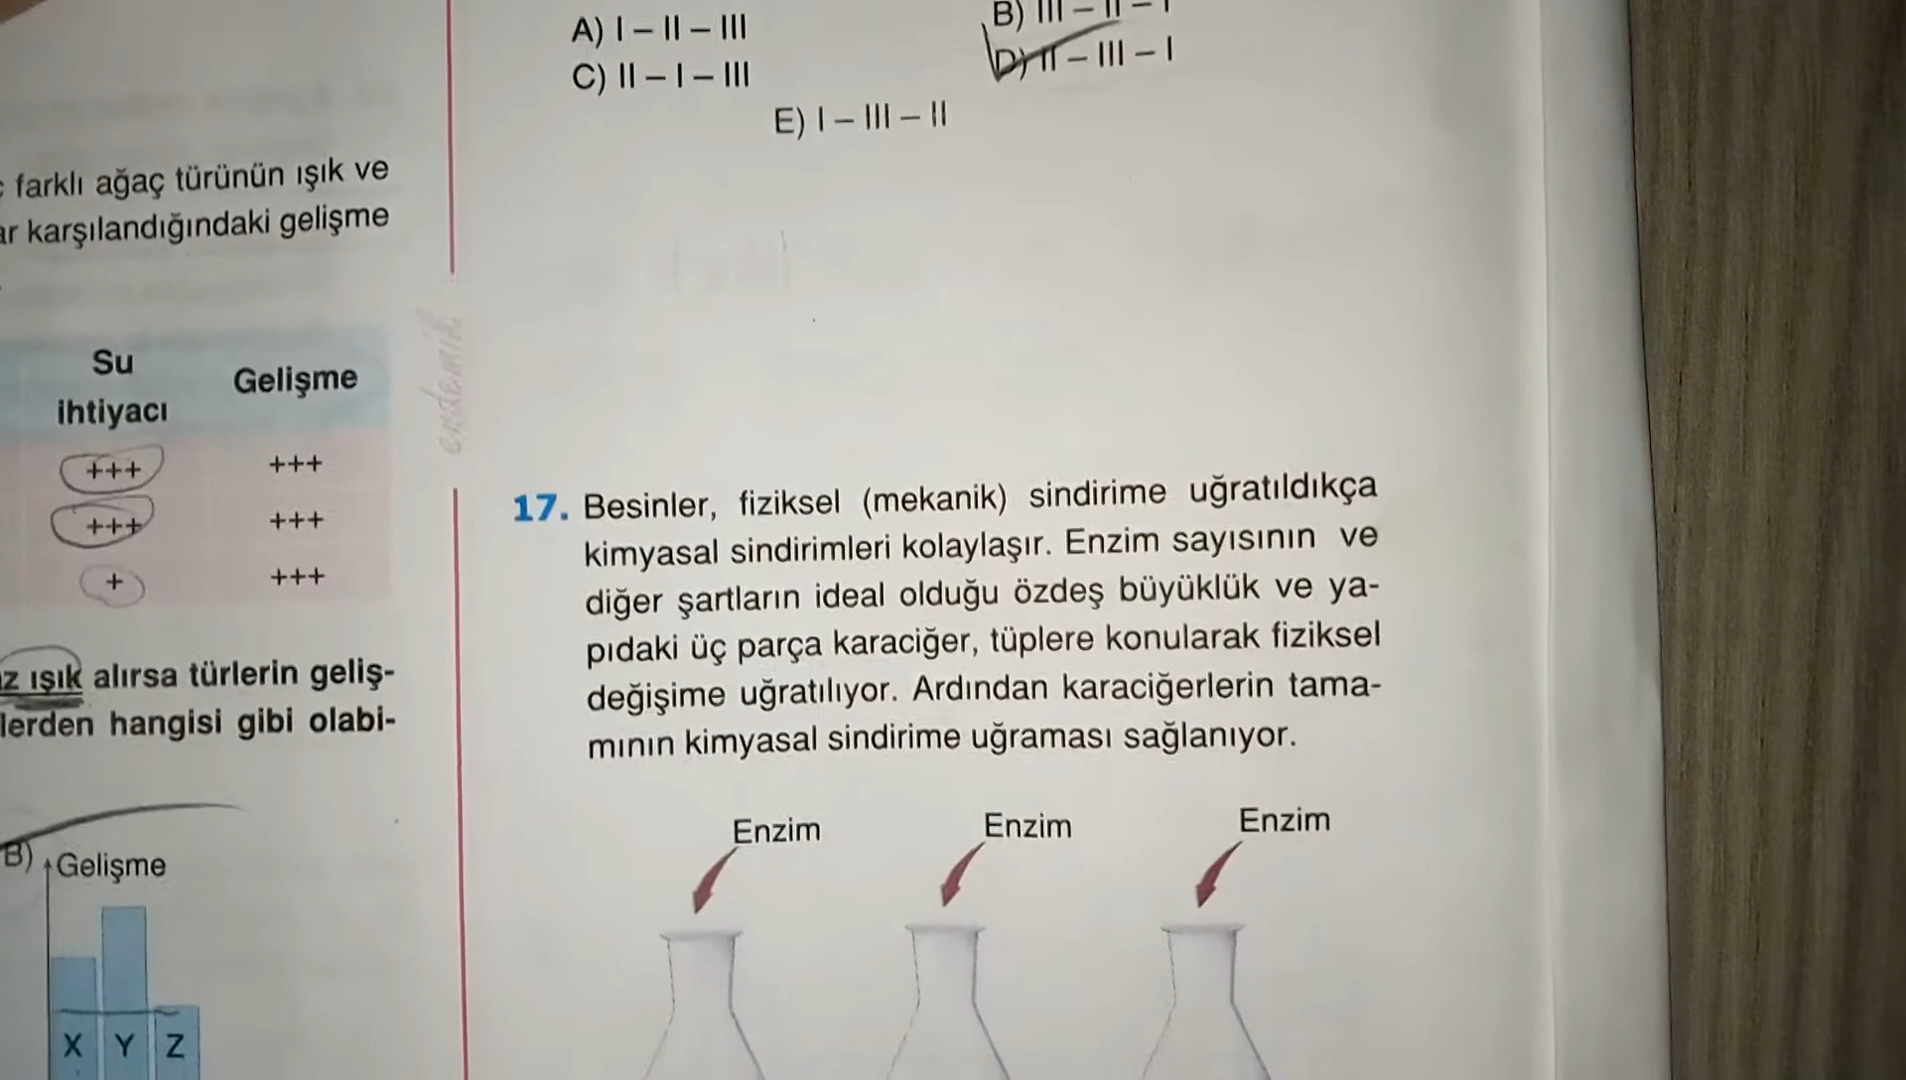 A) I – II – III
B) III – II – I
C) II – I – III
D) II – III – I
E) I – III – II
farklı ağaç türünün ışık ve
ar karşılandığındaki gelişme
Su
ihtiyacı
Gelişme
+++
+++
+++
+++
+
+++
z ışık alırsa türlerin geliş-
lerden hangisi gibi olabi-
B)
Gelişme
X
Y
Z
endemik
17. Besinler, fiziksel (mekanik) sindirime uğratıldıkça
kimyasal sindirimleri kolaylaşır. Enzim sayısının ve
diğer şartların ideal olduğu özdeş büyüklük ve ya-
pıdaki üç parça karaciğer, tüplere konularak fiziksel
değişime uğratılıyor. Ardından karaciğerlerin tama-
mının kimyasal sindirime uğraması sağlanıyor.
Enzim
Enzim
Enzim